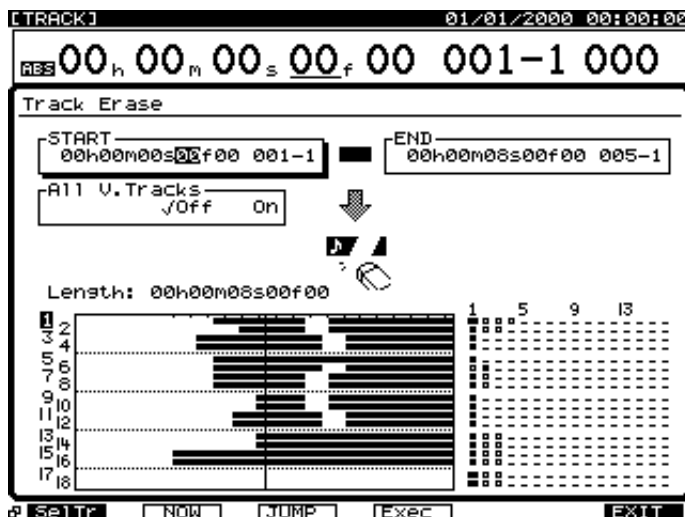 [TRACK] 01/01/2000 00:00:00
ABS 00h 00m 00s 00f 00 001-1 000
Track Erase
START END
00h00m00s00f00 001-1 00h00m08s00f00 005-1
All V.Tracks
√Off On
Length: 00h00m08s00f00
1 5 9 13
1
2
3
4
5
6
7
8
9
10
11
12
13
14
15
16
17
18
SelTr NOW JUMP Exec EXIT